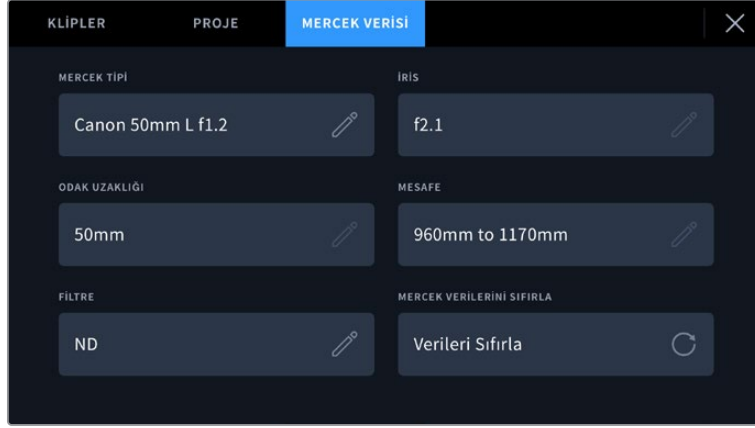 KLİPLER PROJE MERCEK VERİSİ
MERCEK TİPİ
Canon 50mm L f1.2
İRİS
f2.1
ODAK UZAKLIĞI
50mm
MESAFE
960mm to 1170mm
FİLTRE
ND
MERCEK VERİLERİNİ SIFIRLA
Verileri Sıfırla